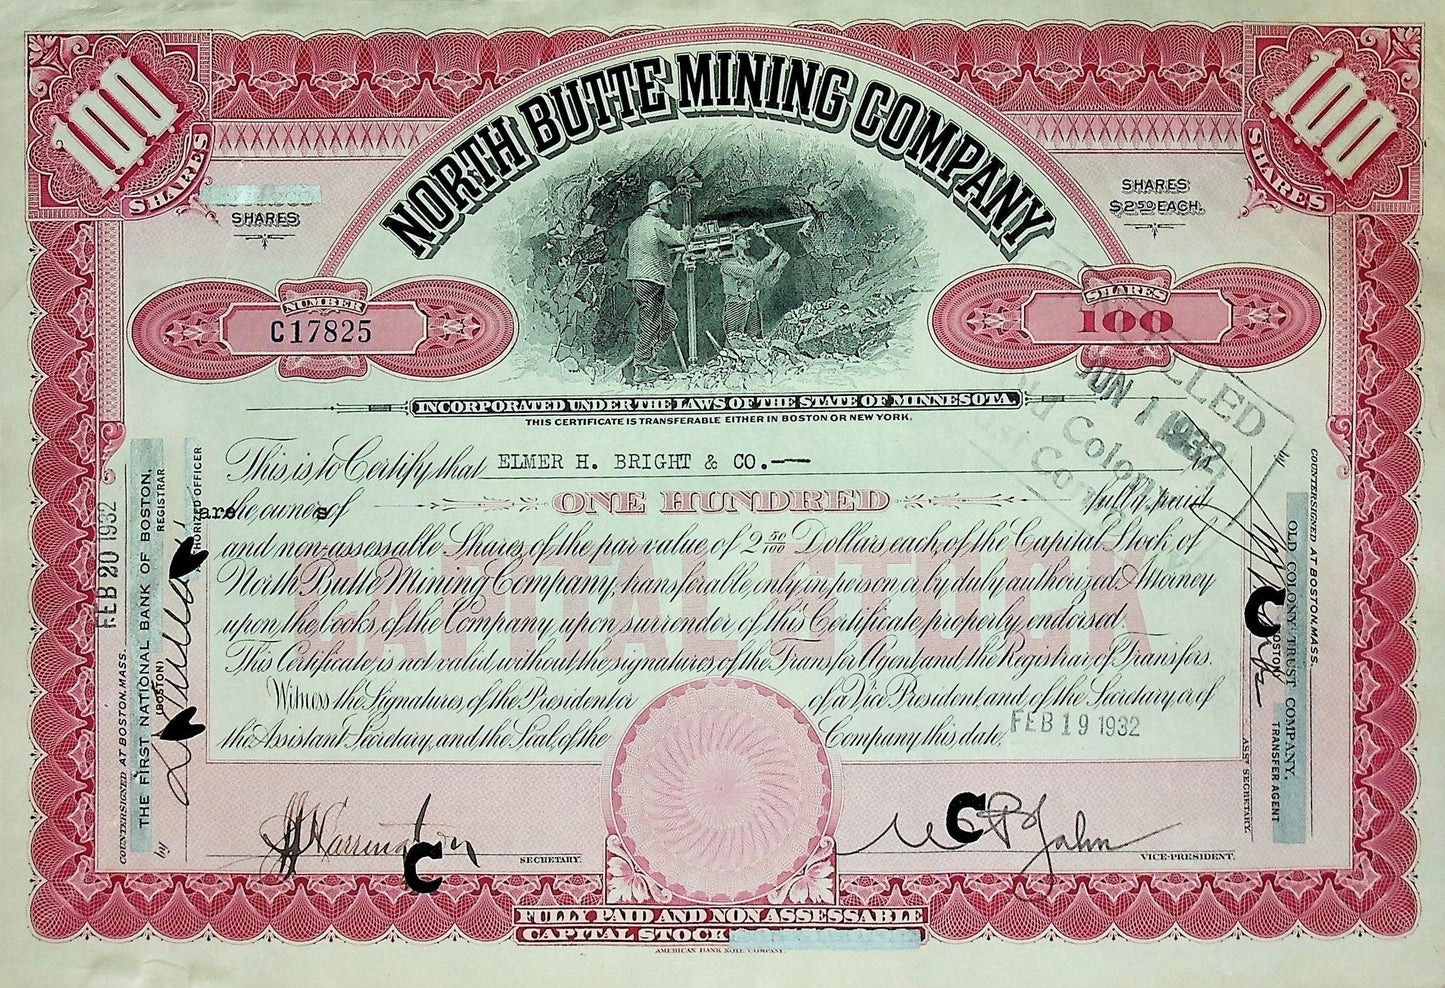 100
SHARES
100
SHARES
NORTH BUTTE MINING COMPANY
SHARES
SHARES
$2.50 EACH.
NUMBER
C17825
SHARES
100
INCORPORATED UNDER THE LAWS OF THE STATE OF MINNESOTA.
THIS CERTIFICATE IS TRANSFERABLE EITHER IN BOSTON OR NEW YORK.
This is to Certify that ELMER H. BRIGHT & CO.
are the owners of ONE HUNDRED fully paid
and non-assessable Shares, of the par value of 2 50/100 Dollars each, of the Capital Stock of
North Butte Mining Company, transferable, only in person or by duly authorized Attorney
upon the books of the Company upon surrender of this Certificate properly endorsed.
This Certificate is not valid without the signatures of the Transfer Agent and the Registrar of Transfers.
Witness the Signatures of the President or of a Vice President, and of the Secretary or of
the Assistant Secretary, and the Seal, of the Company this date, FEB 19 1932
CAPITAL STOCK
JUN 1 1932
Old Colony
FEB 20 1932
COUNTERSIGNED AT BOSTON, MASS.
THE FIRST NATIONAL BANK OF BOSTON,
(BOSTON)
REGISTRAR
by
AUTHORIZED OFFICER
COUNTERSIGNED AT BOSTON, MASS.
OLD COLONY TRUST COMPANY,
(BOSTON)
TRANSFER AGENT
by
ASST SECRETARY.
C
Harrington
C
SECRETARY.
C
Jahn
VICE-PRESIDENT.
FULLY PAID AND NON ASSESSABLE
CAPITAL STOCK
AMERICAN BANK NOTE COMPANY.